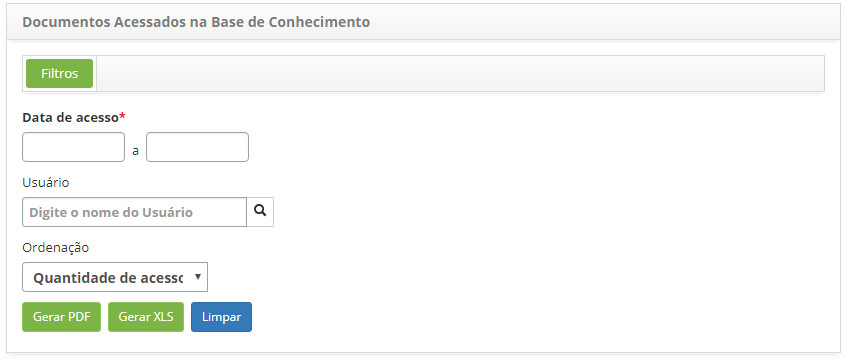 Documentos Acessados na Base de Conhecimento
Filtros
Data de acesso*
a
Usuário
Digite o nome do Usuário
Ordenação
Quantidade de acesso
Gerar PDF Gerar XLS Limpar